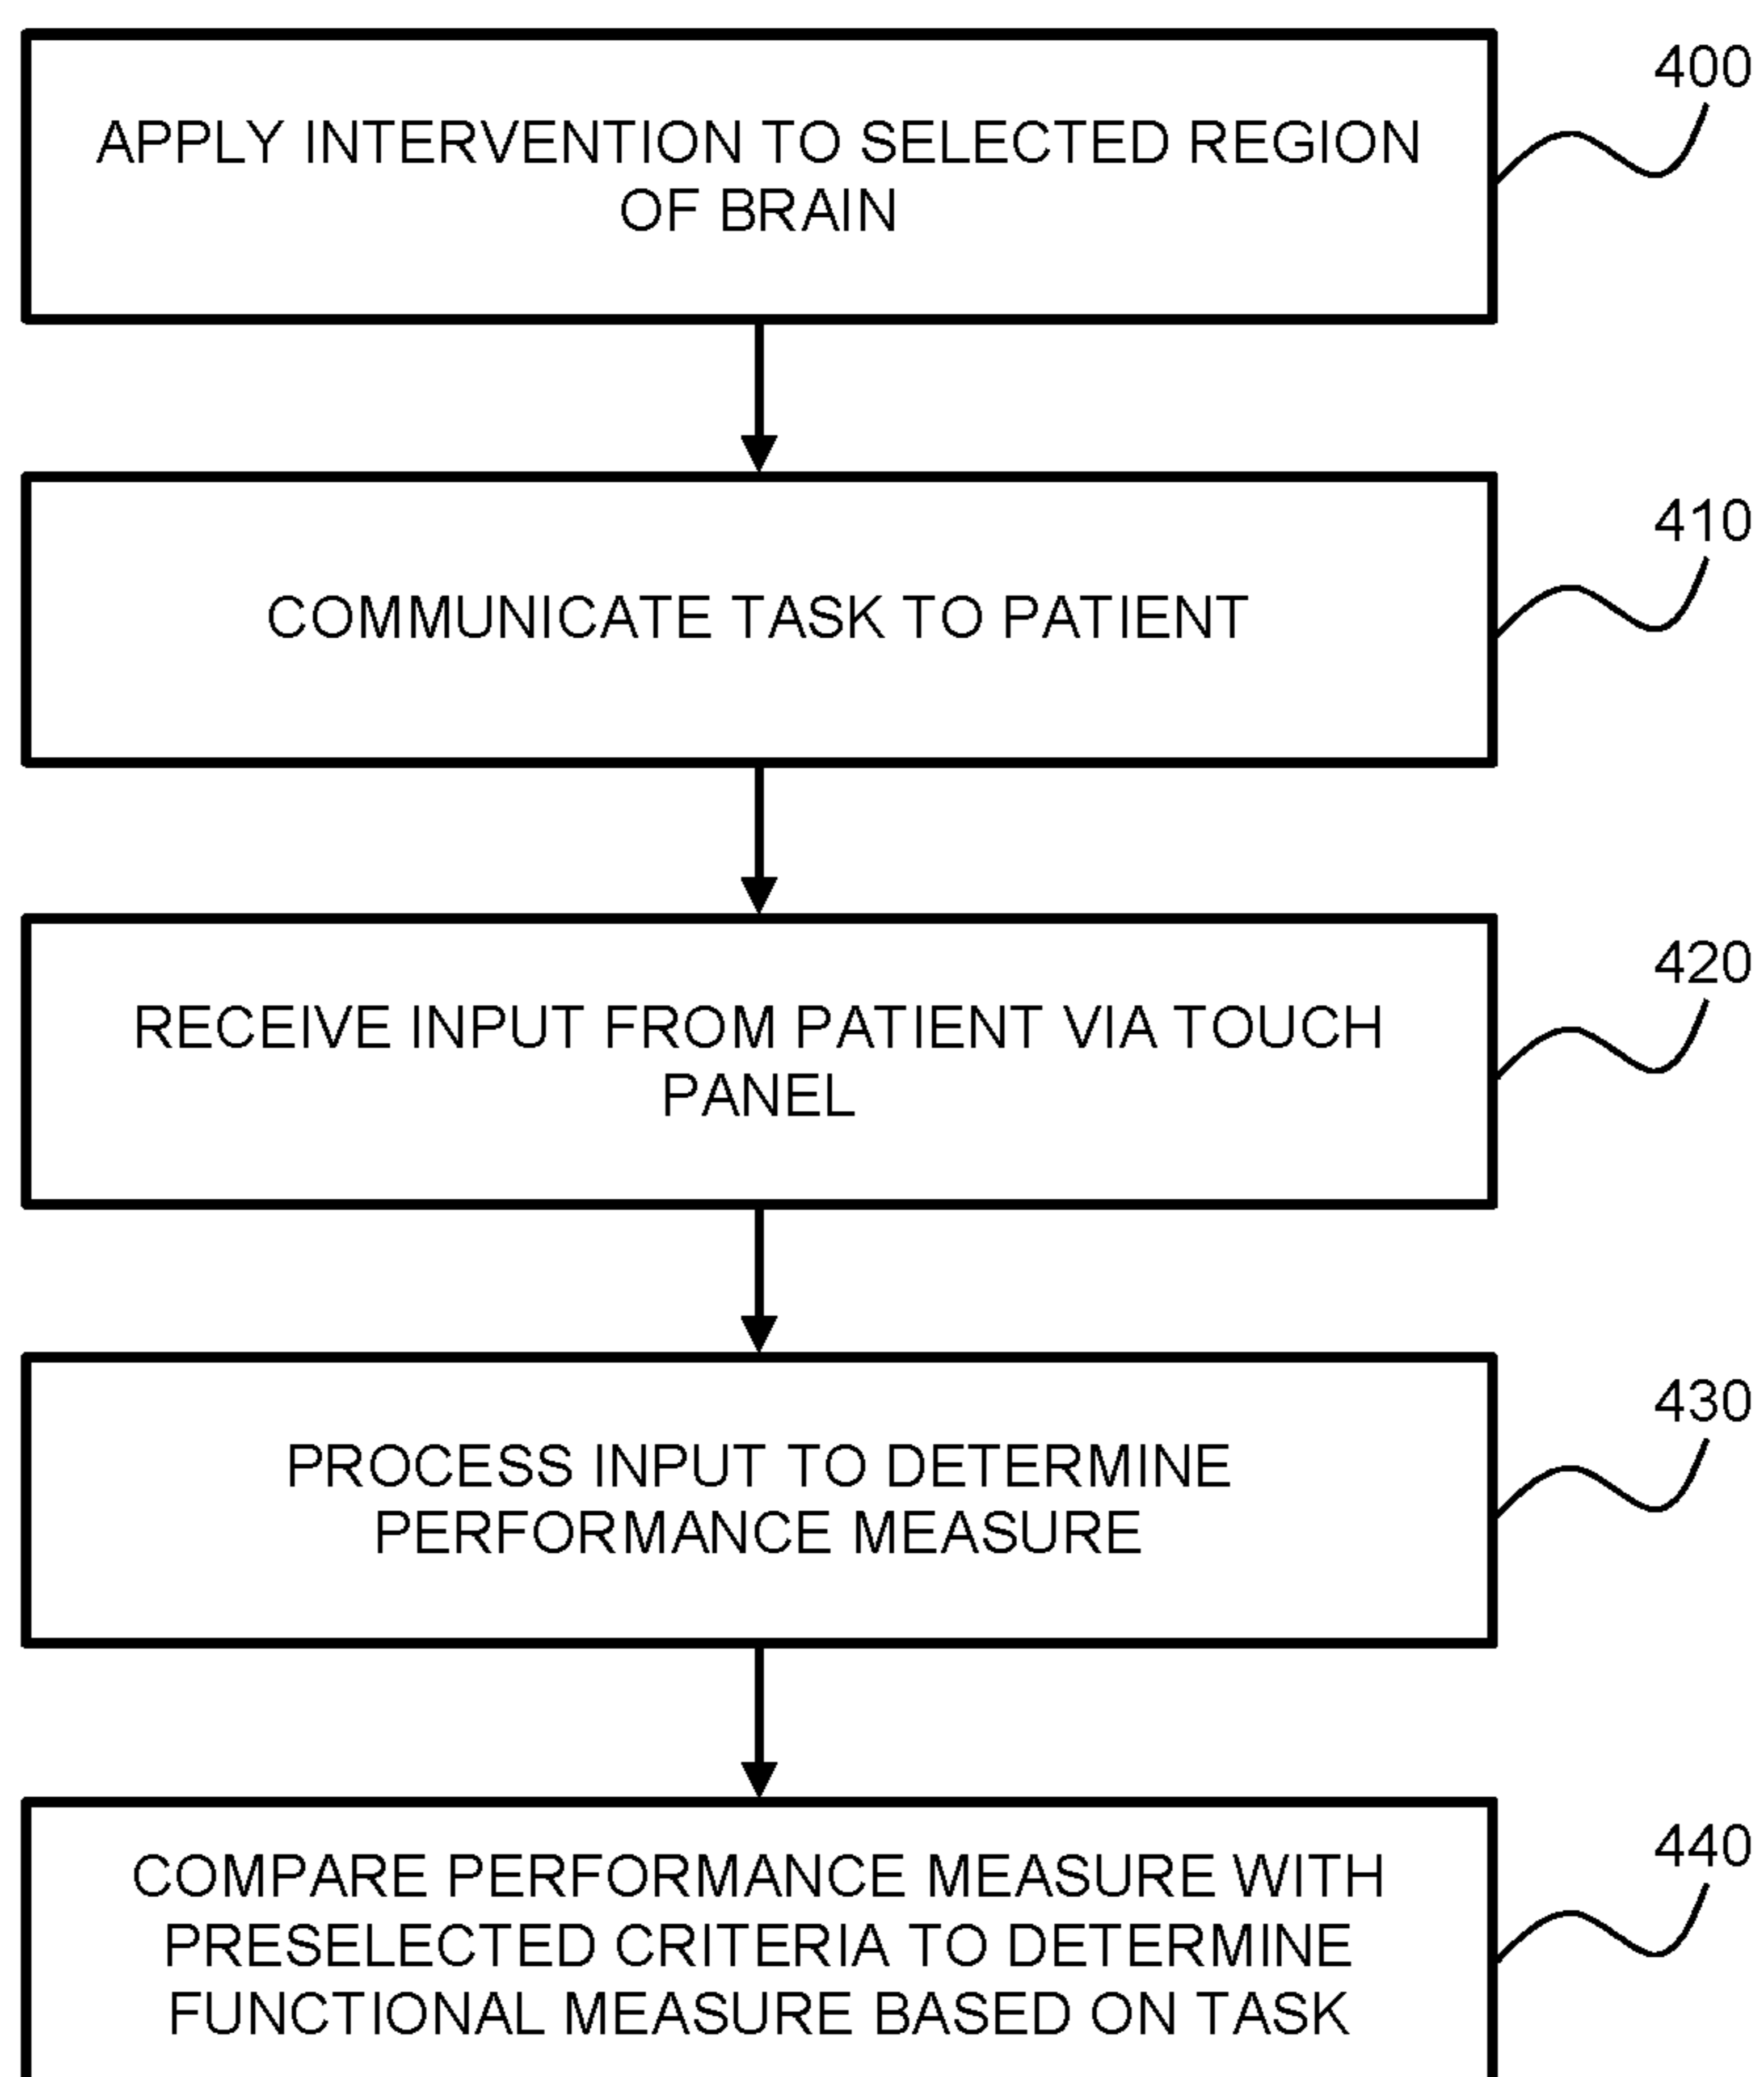 400
APPLY INTERVENTION TO SELECTED REGION
OF BRAIN
410
COMMUNICATE TASK TO PATIENT
420
RECEIVE INPUT FROM PATIENT VIA TOUCH
PANEL
430
PROCESS INPUT TO DETERMINE
PERFORMANCE MEASURE
440
COMPARE PERFORMANCE MEASURE WITH
PRESELECTED CRITERIA TO DETERMINE
FUNCTIONAL MEASURE BASED ON TASK